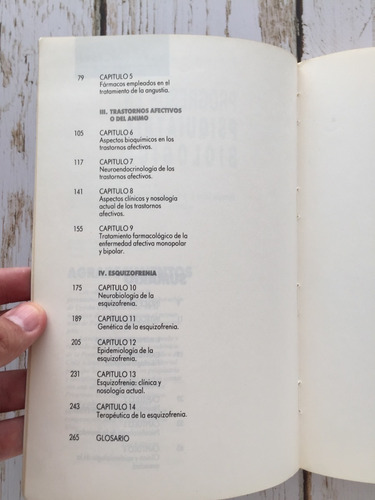 79 CAPITULO 5
Fármacos empleados en el
tratamiento de la angustia.
III. TRASTORNOS AFECTIVOS
O DEL ANIMO
105 CAPITULO 6
Aspectos bioquímicos en los
trastornos afectivos.
117 CAPITULO 7
Neuroendocrinología de los
trastornos afectivos.
141 CAPITULO 8
Aspectos clínicos y nosología
actual de los trastornos
afectivos.
155 CAPITULO 9
Tratamiento farmacológico de la
enfermedad afectiva monopolar
y bipolar.
IV. ESQUIZOFRENIA
175 CAPITULO 10
Neurobiología de la
esquizofrenia.
189 CAPITULO 11
Genética de la esquizofrenia.
205 CAPITULO 12
Epidemiología de la
esquizofrenia.
231 CAPITULO 13
Esquizofrenia: clínica y
nosología actual.
243 CAPITULO 14
Terapéutica de la esquizofrenia.
265 GLOSARIO